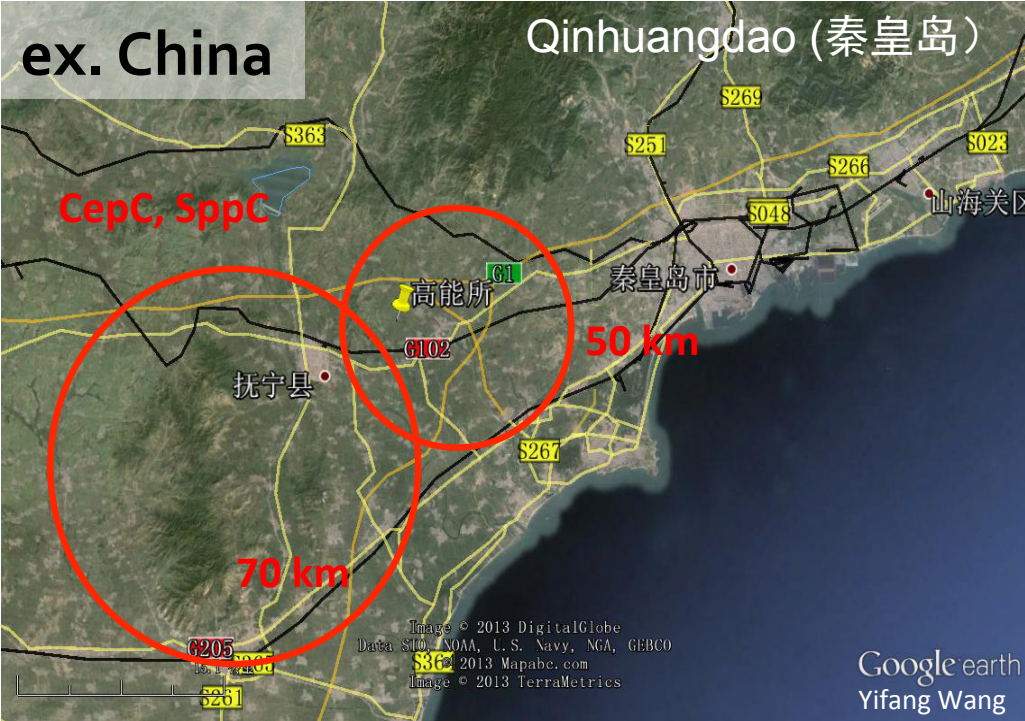 ex. China
Qinhuangdao (秦皇岛）
S269
S363
S251
S023
S266
CepC, SppC
S048
山海关区
G1
秦皇岛市
高能所
50 km
G102
抚宁县
S267
70 km
Image © 2013 DigitalGlobe
G205
Data SIO, NOAA, U.S. Navy, NGA, GEBCO
© 2013 Mapabc.com
Image © 2013 TerraMetrics
S261
Google earth
Yifang Wang